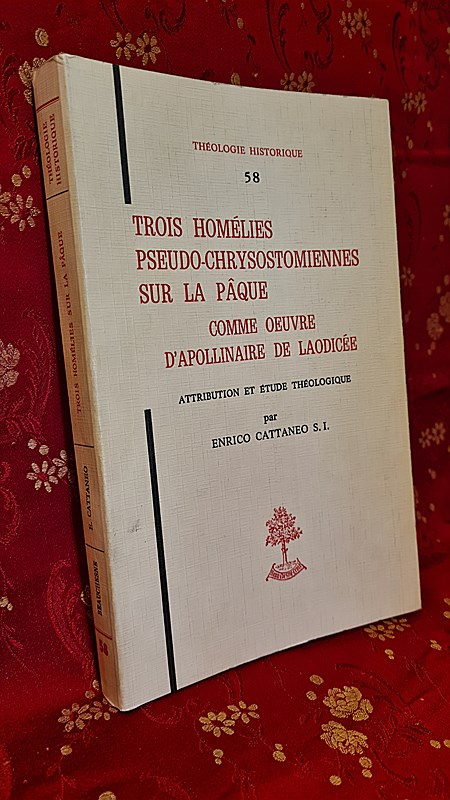 THÉOLOGIE HISTORIQUE
58
TROIS HOMÉLIES
PSEUDO-CHRYSOSTOMIENNES
SUR LA PÂQUE
COMME OEUVRE
D'APOLLINAIRE DE LAODICÉE
ATTRIBUTION ET ÉTUDE THÉOLOGIQUE
par
ENRICO CATTANEO S.I.
THÉOLOGIE
HISTORIQUE
TROIS HOMÉLIES SUR LA PÂQUE
E. CATTANEO
BEAUCHESNE
58